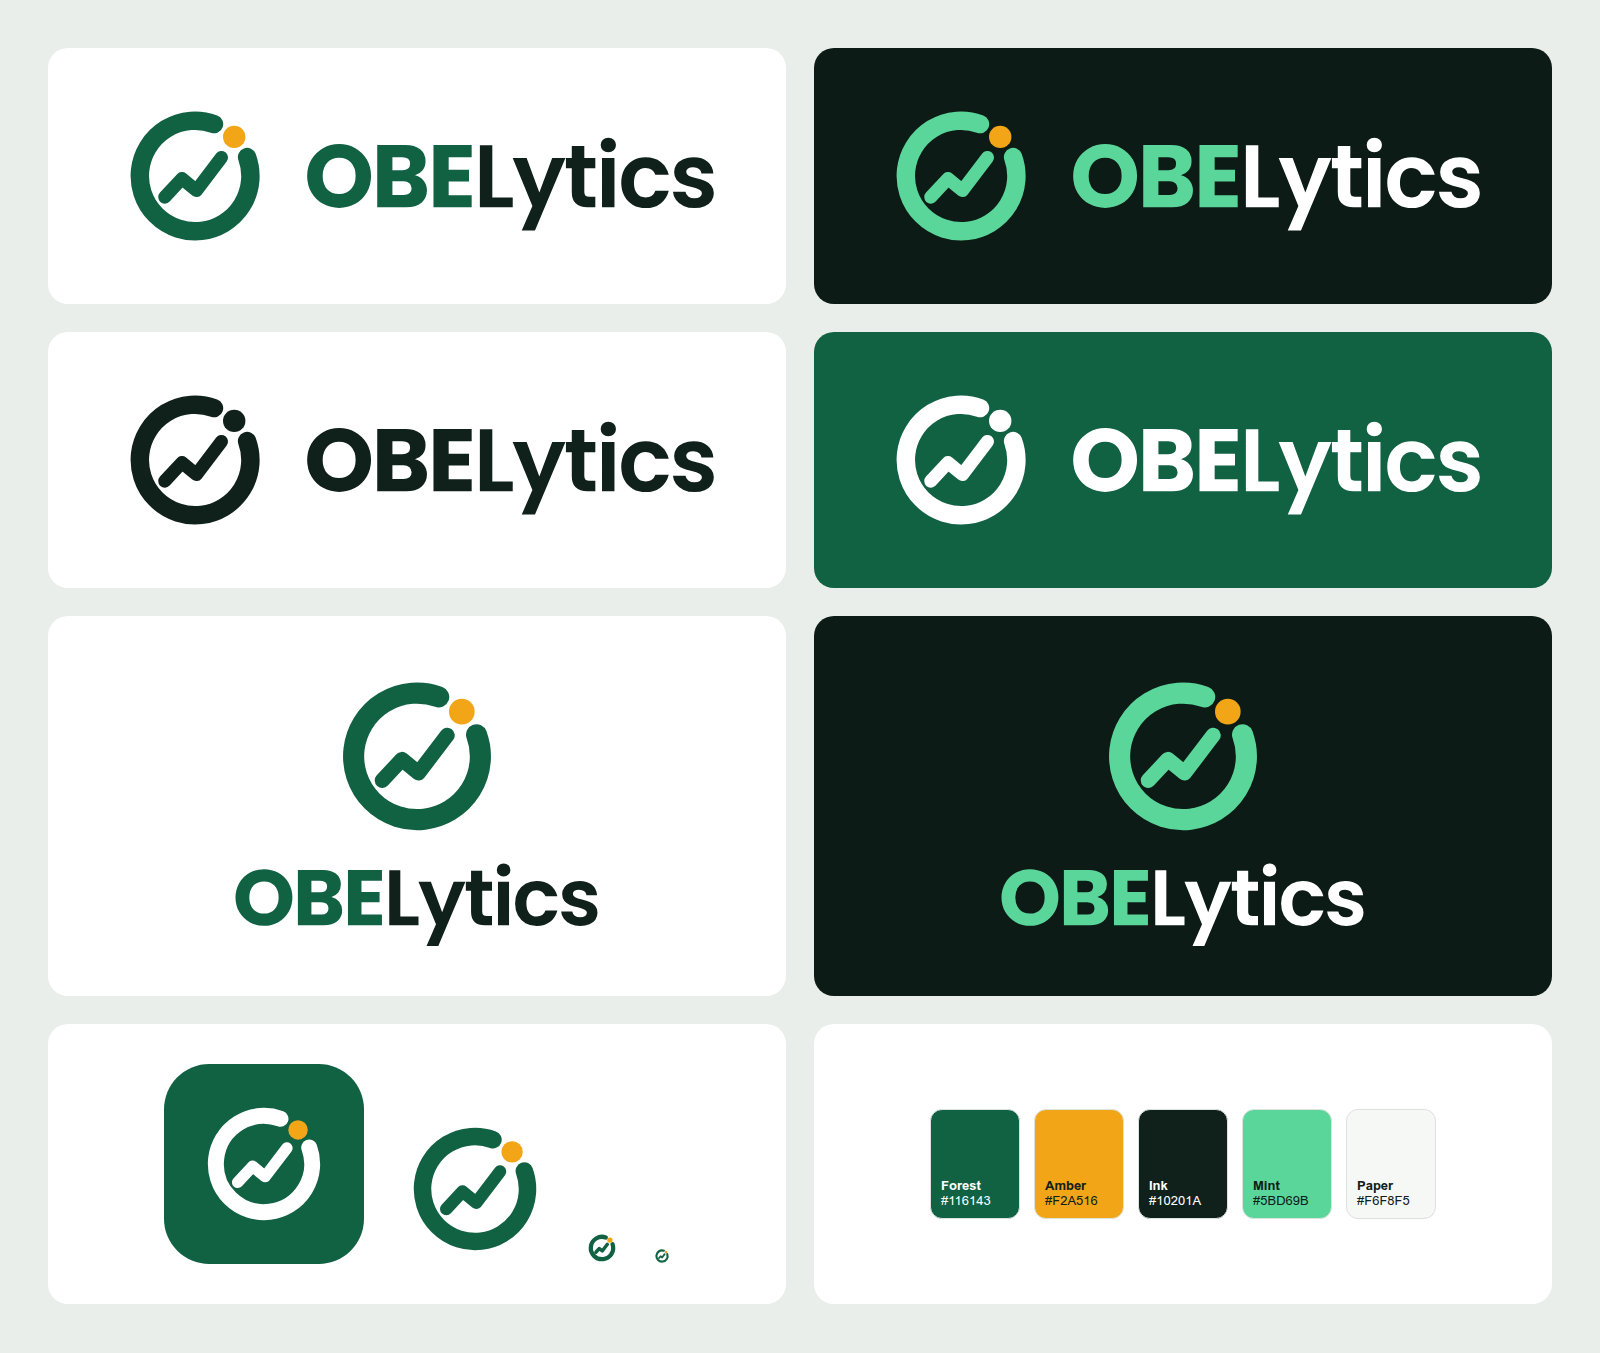 OBELytics
OBELytics
OBELytics
OBELytics
OBELytics
OBELytics
Forest
#116143
Amber
#F2A516
Ink
#10201A
Mint
#5BD69B
Paper
#F6F8F5